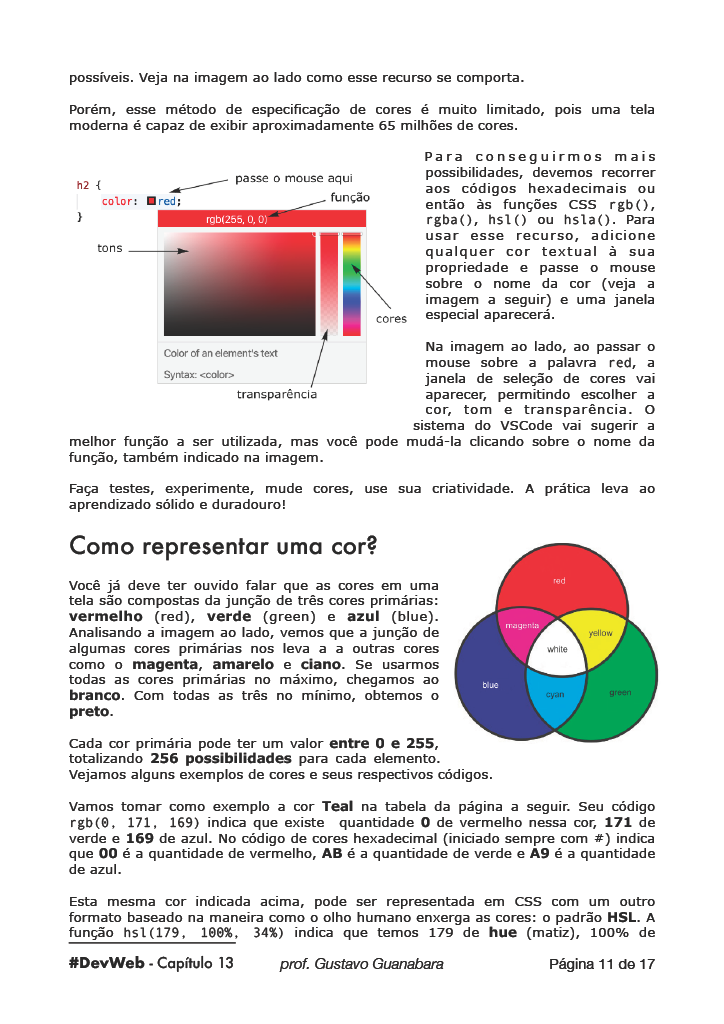 possíveis. Veja na imagem ao lado como esse recurso se comporta.
Porém, esse método de especificação de cores é muito limitado, pois uma tela
moderna é capaz de exibir aproximadamente 65 milhões de cores.
h2 {
color: red;
}
passe o mouse aqui
função
rgb(255, 0, 0)
tons
cores
Color of an element's text
Syntax: <color>
transparência
Para conseguirmos mais
possibilidades, devemos recorrer
aos códigos hexadecimais ou
então às funções CSS rgb(),
rgba(), hsl() ou hsla(). Para
usar esse recurso, adicione
qualquer cor textual à sua
propriedade e passe o mouse
sobre o nome da cor (veja a
imagem a seguir) e uma janela
especial aparecerá.
Na imagem ao lado, ao passar o
mouse sobre a palavra red, a
janela de seleção de cores vai
aparecer, permitindo escolher a
cor, tom e transparência. O
sistema do VSCode vai sugerir a
melhor função a ser utilizada, mas você pode mudá-la clicando sobre o nome da
função, também indicado na imagem.
Faça testes, experimente, mude cores, use sua criatividade. A prática leva ao
aprendizado sólido e duradouro!
Como representar uma cor?
Você já deve ter ouvido falar que as cores em uma
tela são compostas da junção de três cores primárias:
vermelho (red), verde (green) e azul (blue).
Analisando a imagem ao lado, vemos que a junção de
algumas cores primárias nos leva a a outras cores
como o magenta, amarelo e ciano. Se usarmos
todas as cores primárias no máximo, chegamos ao
branco. Com todas as três no mínimo, obtemos o
preto.
red
magenta
yellow
white
blue
cyan
green
Cada cor primária pode ter um valor entre 0 e 255,
totalizando 256 possibilidades para cada elemento.
Vejamos alguns exemplos de cores e seus respectivos códigos.
Vamos tomar como exemplo a cor Teal na tabela da página a seguir. Seu código
rgb(0, 171, 169) indica que existe quantidade 0 de vermelho nessa cor, 171 de
verde e 169 de azul. No código de cores hexadecimal (iniciado sempre com #) indica
que 00 é a quantidade de vermelho, AB é a quantidade de verde e A9 é a quantidade
de azul.
Esta mesma cor indicada acima, pode ser representada em CSS com um outro
formato baseado na maneira como o olho humano enxerga as cores: o padrão HSL. A
função hsl(179, 100%, 34%) indica que temos 179 de hue (matiz), 100% de
#DevWeb - Capítulo 13 prof. Gustavo Guanabara Página 11 de 17